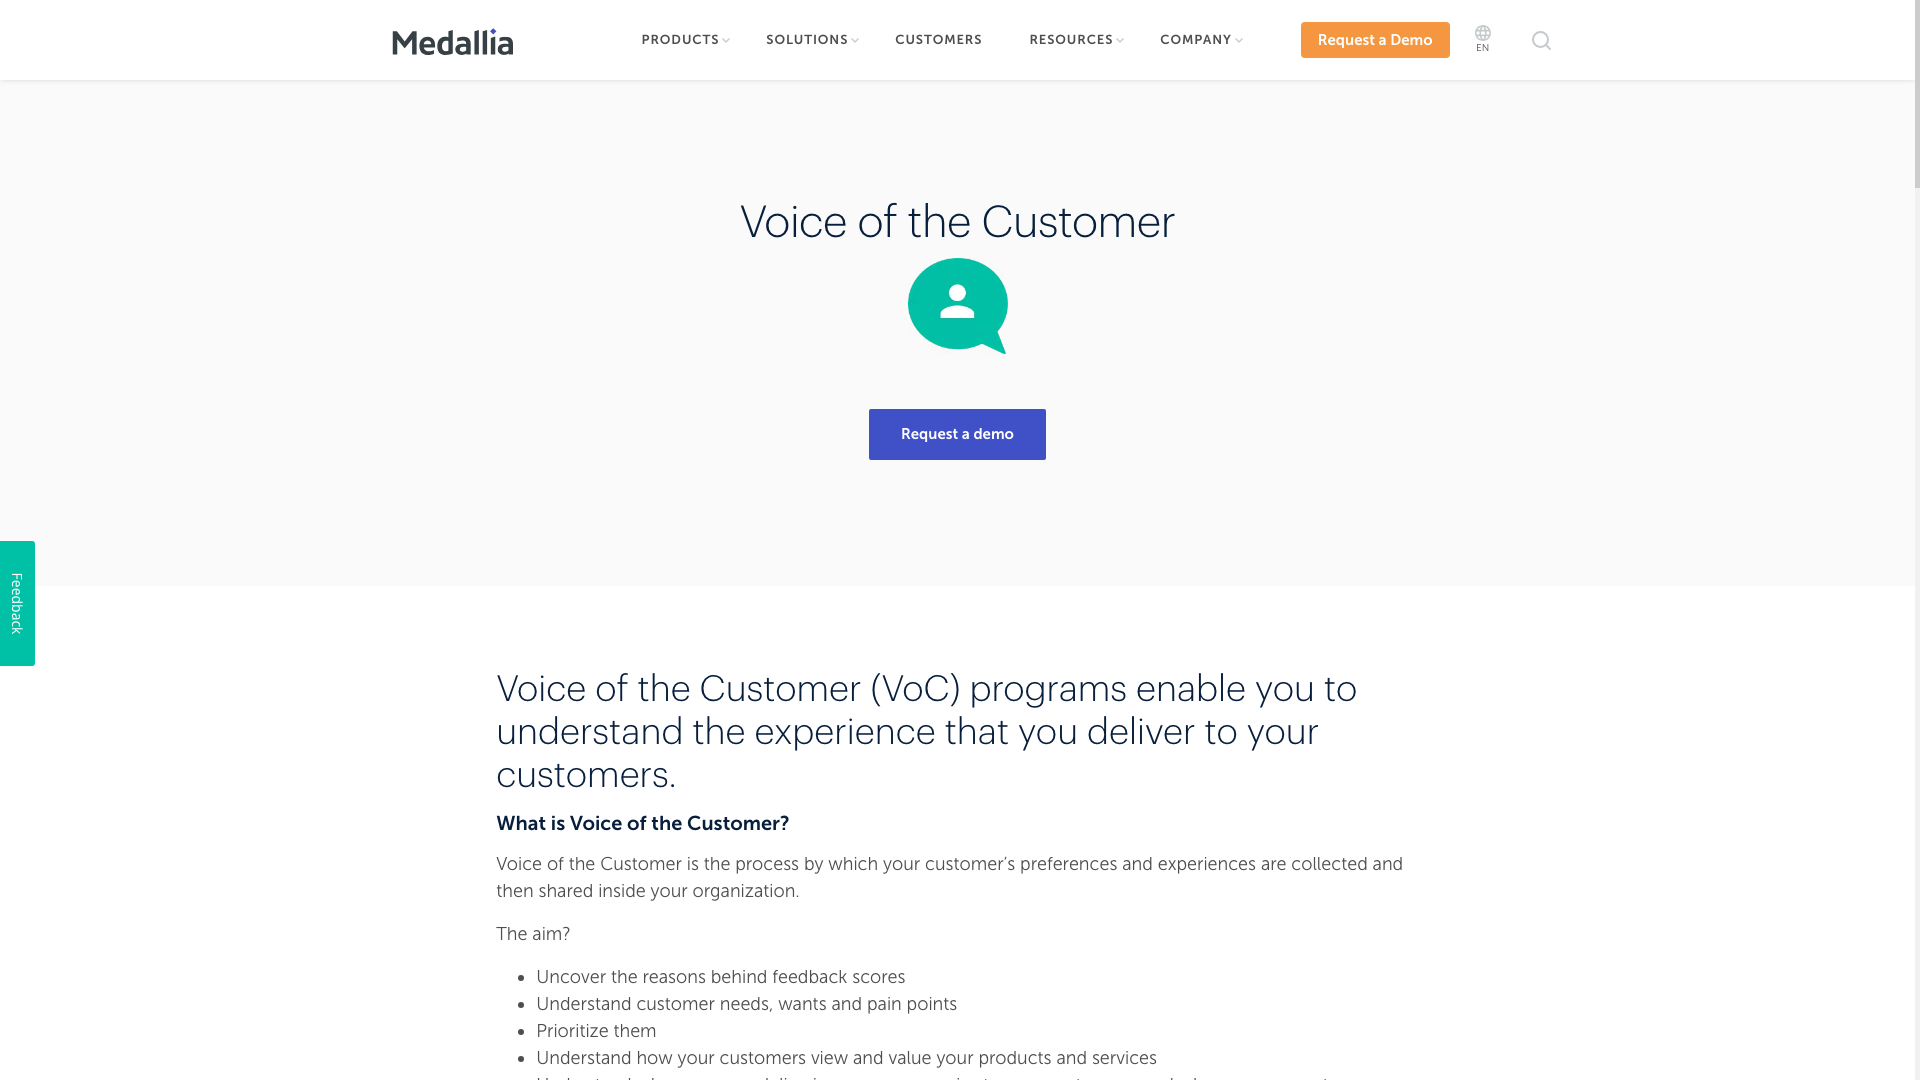 Medallia
PRODUCTS
SOLUTIONS
CUSTOMERS
RESOURCES
COMPANY
Request a Demo
EN
Voice of the Customer
Request a demo
Feedback
Voice of the Customer (VoC) programs enable you to
understand the experience that you deliver to your
customers.
What is Voice of the Customer?
Voice of the Customer is the process by which your customer’s preferences and experiences are collected and
then shared inside your organization.
The aim?
Uncover the reasons behind feedback scores
Understand customer needs, wants and pain points
Prioritize them
Understand how your customers view and value your products and services